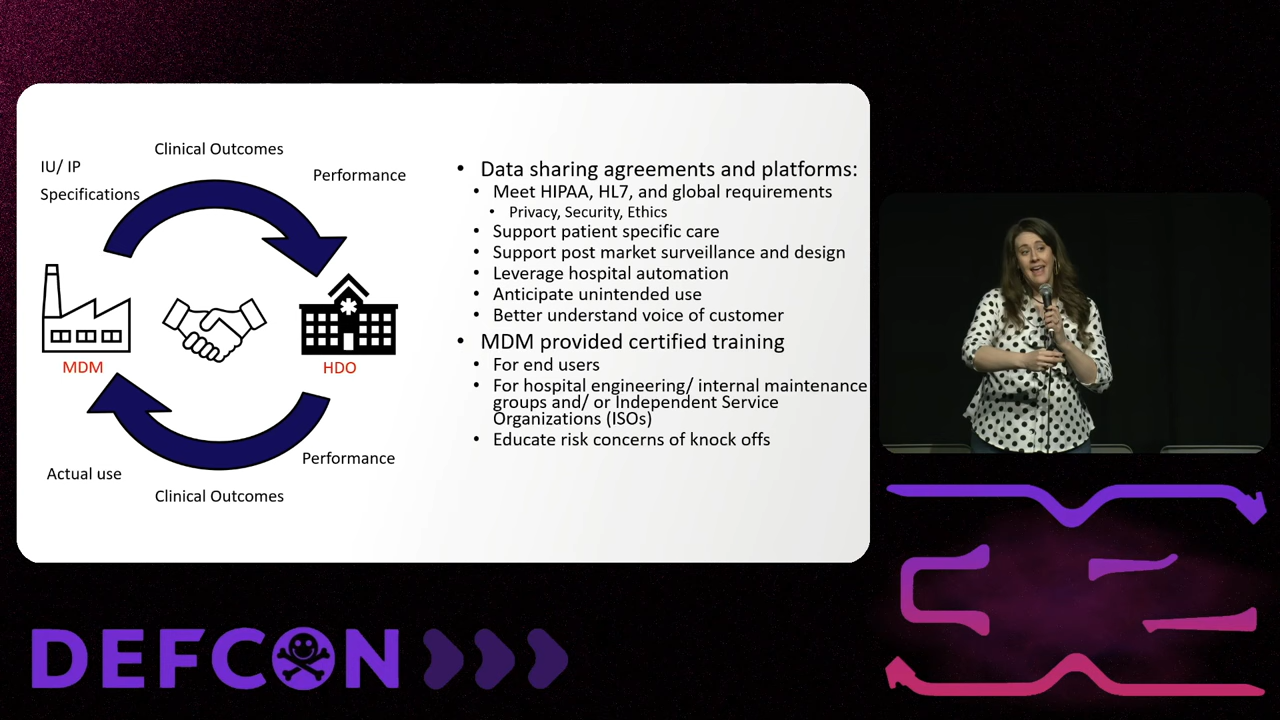 Clinical Outcomes
IU/ IP
Specifications
Performance
MDM
HDO
Performance
Actual use
Clinical Outcomes
• Data sharing agreements and platforms:
• Meet HIPAA, HL7, and global requirements
• Privacy, Security, Ethics
• Support patient specific care
• Support post market surveillance and design
• Leverage hospital automation
• Anticipate unintended use
• Better understand voice of customer
• MDM provided certified training
• For end users
• For hospital engineering/ internal maintenance
groups and/ or Independent Service
Organizations (ISOs)
• Educate risk concerns of knock offs
DEFCON